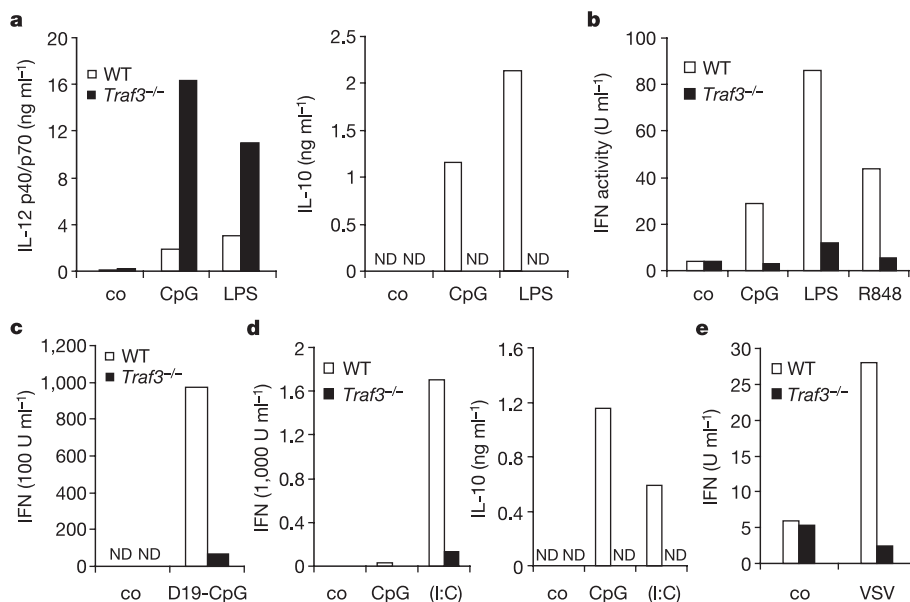 a
IL-12 p40/p70 (ng ml⁻¹)
20
16
12
8
4
0
WT
Traf3⁻/⁻
co CpG LPS
IL-10 (ng ml⁻¹)
2.5
2
1.5
1
0.5
0
ND ND ND ND
co CpG LPS
b
IFN activity (U ml⁻¹)
100
80
60
40
20
0
WT
Traf3⁻/⁻
co CpG LPS R848
c
IFN (100 U ml⁻¹)
1,200
1,000
800
600
400
200
0
WT
Traf3⁻/⁻
ND ND
co D19-CpG
d
IFN (1,000 U ml⁻¹)
2
1.6
1.2
0.8
0.4
0
WT
Traf3⁻/⁻
co CpG (I:C)
IL-10 (ng ml⁻¹)
1.6
1.2
0.8
0.4
0
ND ND ND ND
co CpG (I:C)
e
IFN (U ml⁻¹)
30
25
20
15
10
5
0
WT
Traf3⁻/⁻
co VSV